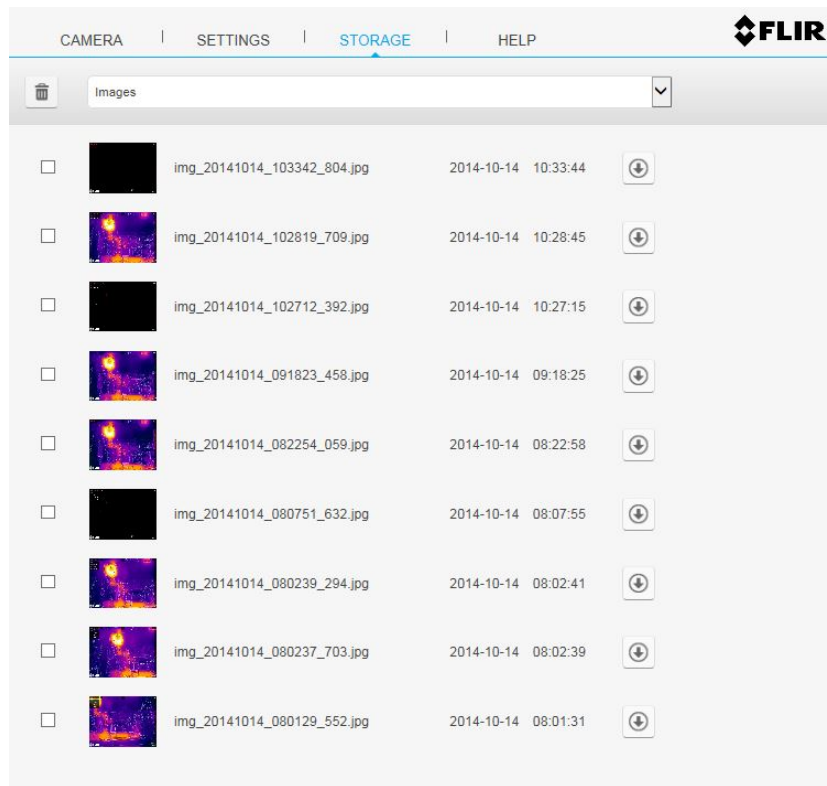 CAMERA SETTINGS STORAGE HELP FLIR
Images
img_20141014_103342_804.jpg 2014-10-14 10:33:44
img_20141014_102819_709.jpg 2014-10-14 10:28:45
img_20141014_102712_392.jpg 2014-10-14 10:27:15
img_20141014_091823_458.jpg 2014-10-14 09:18:25
img_20141014_082254_059.jpg 2014-10-14 08:22:58
img_20141014_080751_632.jpg 2014-10-14 08:07:55
img_20141014_080239_294.jpg 2014-10-14 08:02:41
img_20141014_080237_703.jpg 2014-10-14 08:02:39
img_20141014_080129_552.jpg 2014-10-14 08:01:31